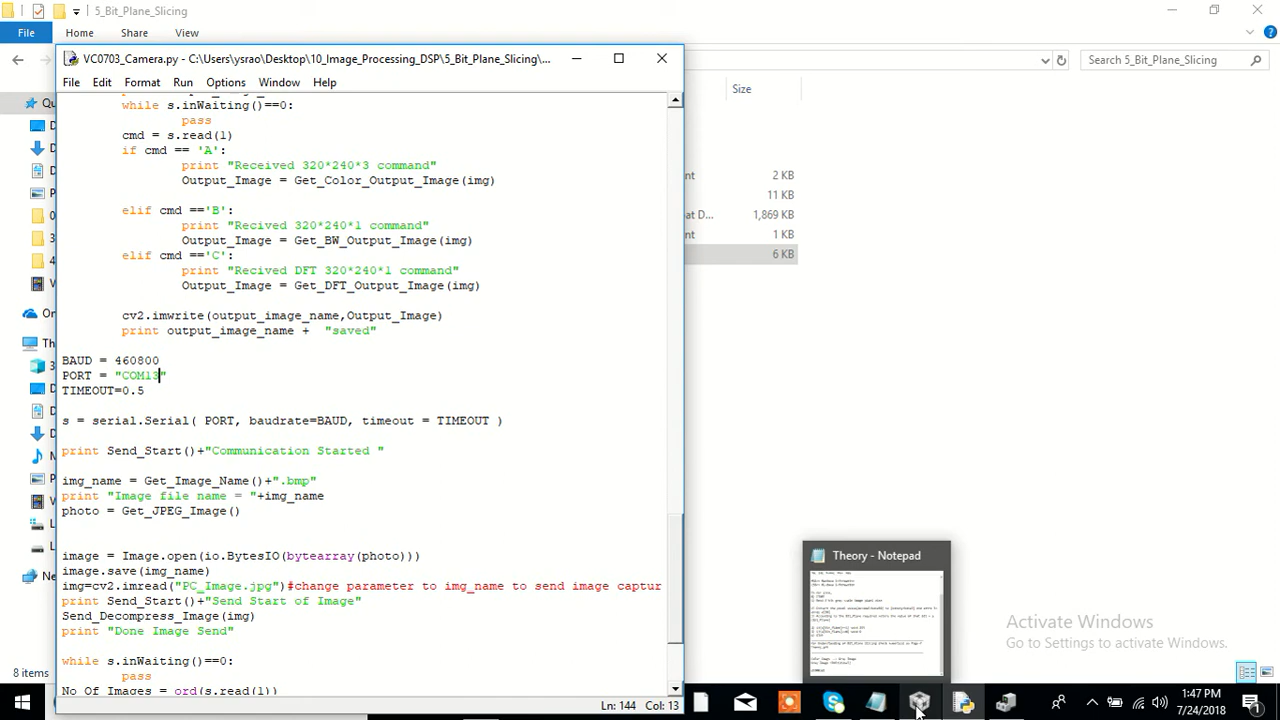 5_Bit_Plane_Slicing
File Home Share View
Search 5_Bit_Plane_Slicing
VC0703_Camera.py - C:\Users\ysrao\Desktop\10_Image_Processing_DSP\5_Bit_Plane_Slicing\...
File Edit Format Run Options Window Help
Size
while s.inWaiting()==0:
pass
cmd = s.read(1)
if cmd == 'A':
print "Received 320*240*3 command"
Output_Image = Get_Color_Output_Image(img)
elif cmd =='B':
print "Recived 320*240*1 command"
Output_Image = Get_BW_Output_Image(img)
elif cmd =='C':
print "Recived DFT 320*240*1 command"
Output_Image = Get_DFT_Output_Image(img)
cv2.imwrite(output_image_name,Output_Image)
print output_image_name + "saved"
BAUD = 460800
PORT = "COM13"
TIMEOUT=0.5
s = serial.Serial( PORT, baudrate=BAUD, timeout = TIMEOUT )
print Send_Start()+"Communication Started "
img_name = Get_Image_Name()+".bmp"
print "Image file name = "+img_name
photo = Get_JPEG_Image()
image = Image.open(io.BytesIO(bytearray(photo)))
image.save(img_name)
img=cv2.imread("PC_Image.jpg")#change parameter to img_name to send image captur
print Send_Start()+"Send Start of Image"
Send_Decompress_Image(img)
print "Done Image Send"
while s.inWaiting()==0:
pass
No Of Images = ord(s.read(1))
Ln: 144 Col: 13
nt 2 KB
11 KB
at D... 1,869 KB
nt 1 KB
6 KB
8 items
Theory - Notepad
Activate Windows
Go to Settings to activate Windows.
1:47 PM
7/24/2018